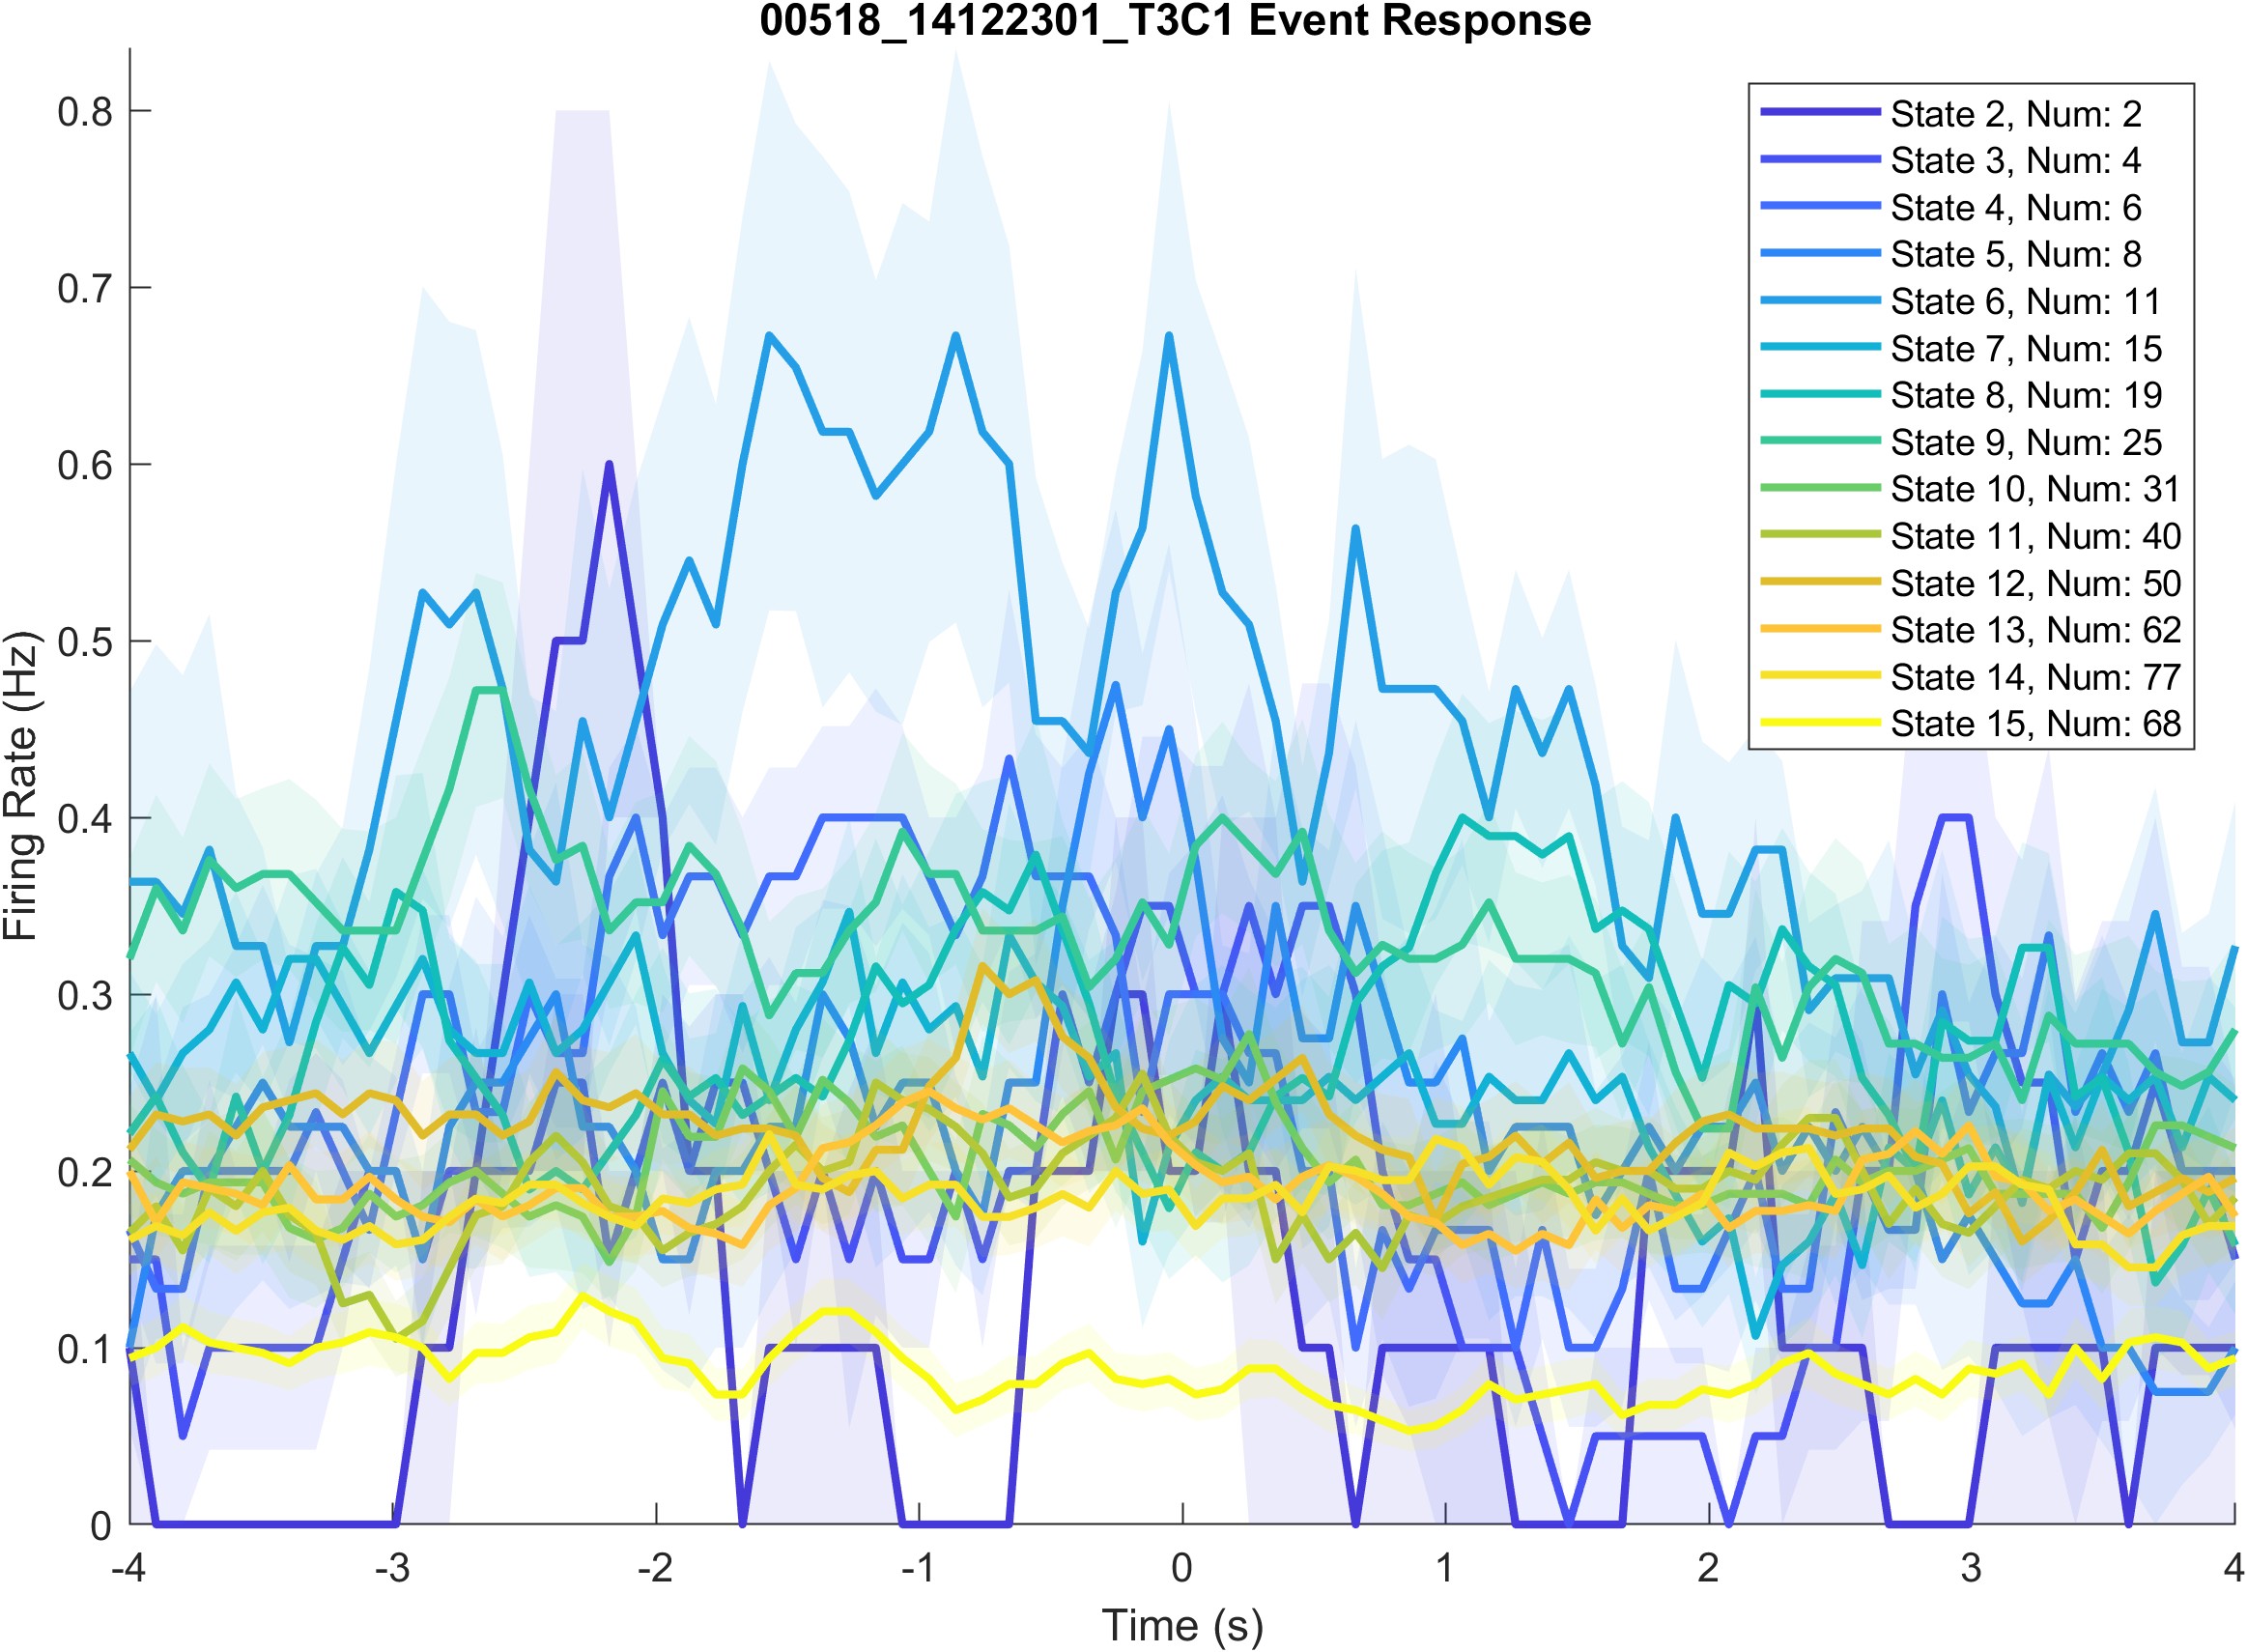 00518_14122301_T3C1 Event Response
Firing Rate (Hz)
0.8
0.7
0.6
0.5
0.4
0.3
0.2
0.1
0
State 2, Num: 2
State 3, Num: 4
State 4, Num: 6
State 5, Num: 8
State 6, Num: 11
State 7, Num: 15
State 8, Num: 19
State 9, Num: 25
State 10, Num: 31
State 11, Num: 40
State 12, Num: 50
State 13, Num: 62
State 14, Num: 77
State 15, Num: 68
-4 -3 -2 -1 0 1 2 3 4
Time (s)